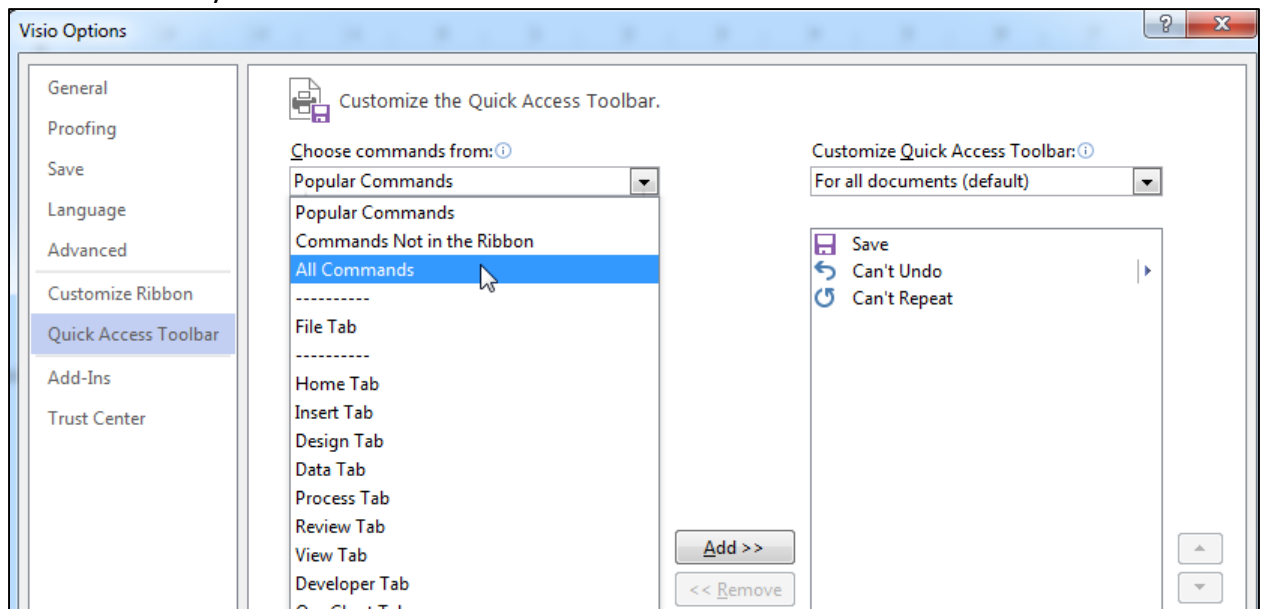 Visio Options
?
X
General
Proofing
Save
Language
Advanced
Customize Ribbon
Quick Access Toolbar
Add-Ins
Trust Center
Customize the Quick Access Toolbar.
Choose commands from:
Popular Commands
Popular Commands
Commands Not in the Ribbon
All Commands
----------
File Tab
----------
Home Tab
Insert Tab
Design Tab
Data Tab
Process Tab
Review Tab
View Tab
Developer Tab
Add >>
<< Remove
Customize Quick Access Toolbar:
For all documents (default)
Save
Can't Undo
Can't Repeat